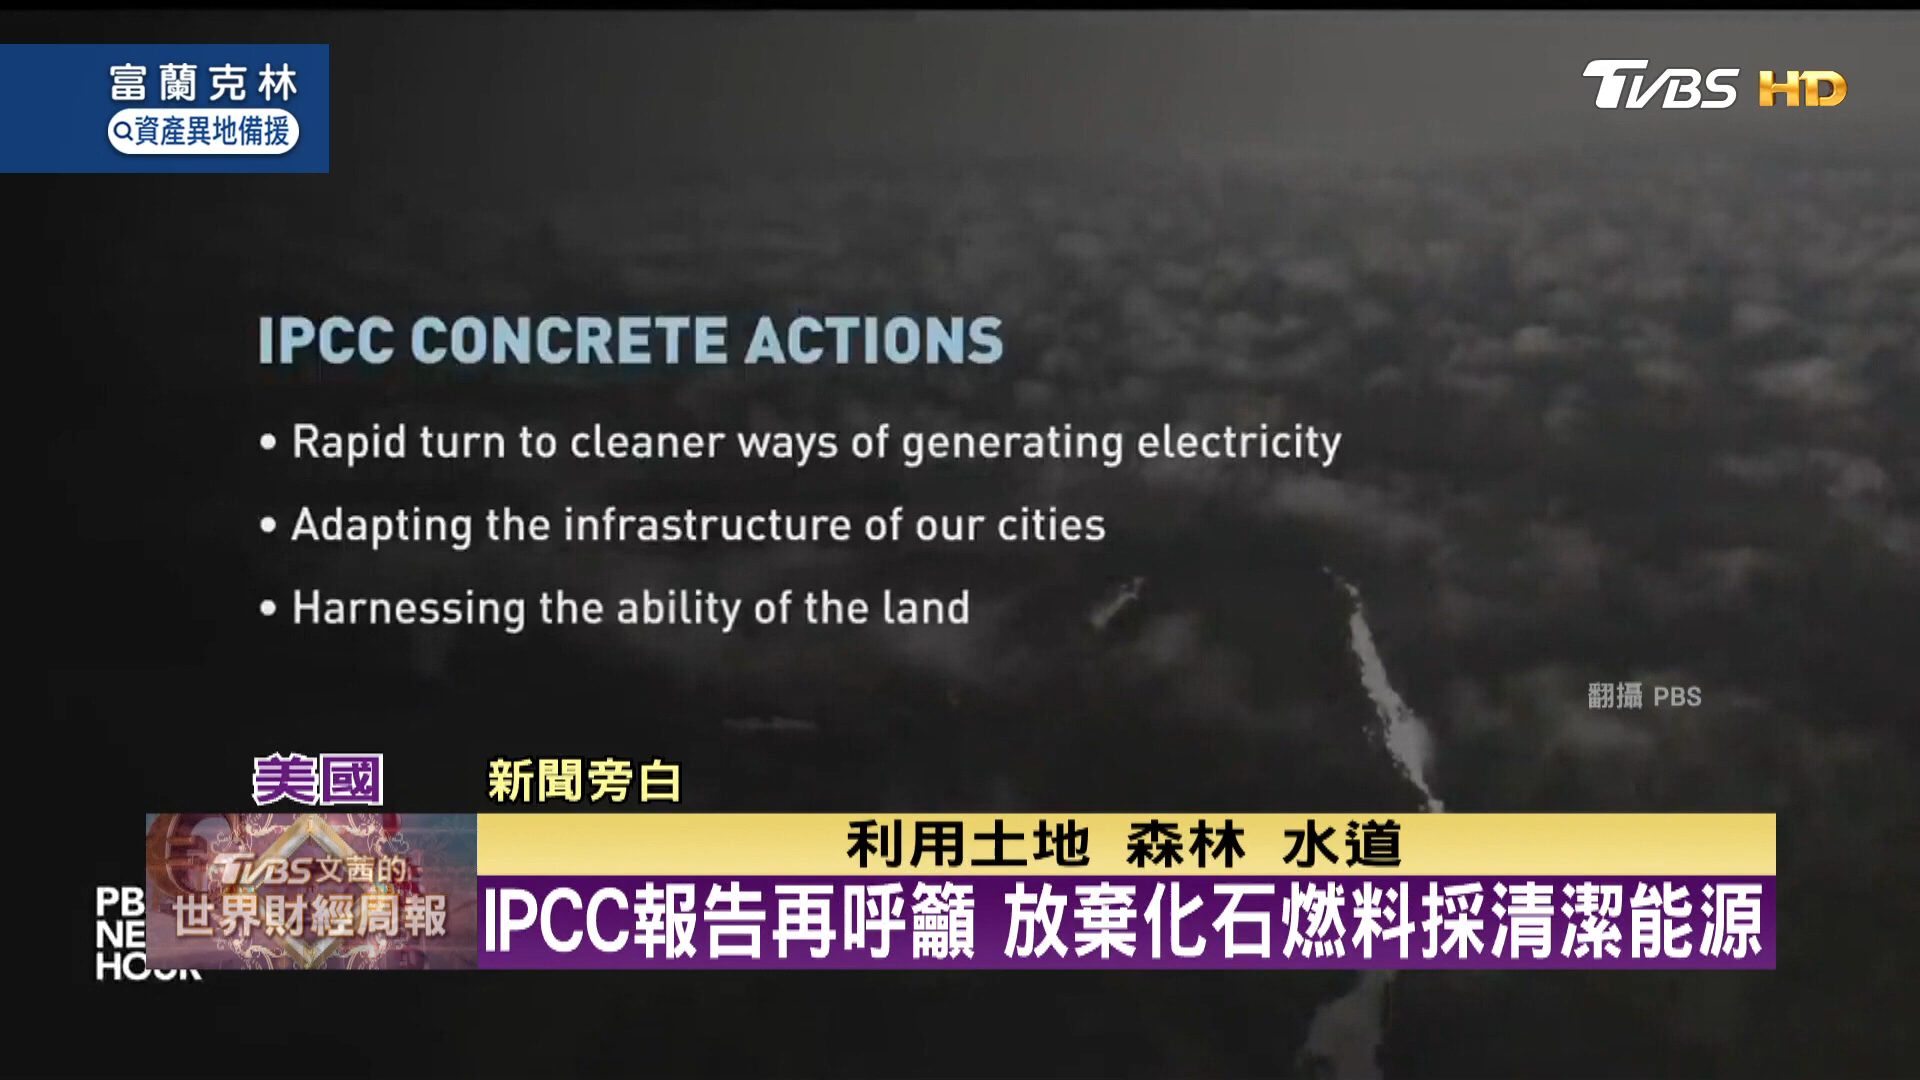 富蘭克林
資產異地備援
TVBS HD
IPCC CONCRETE ACTIONS
• Rapid turn to cleaner ways of generating electricity
• Adapting the infrastructure of our cities
• Harnessing the ability of the land
翻攝 PBS
美國
新聞旁白
利用土地 森林 水道
TVBS文茜的
世界財經周報
IPCC報告再呼籲 放棄化石燃料採清潔能源
PB
NE
HOUR